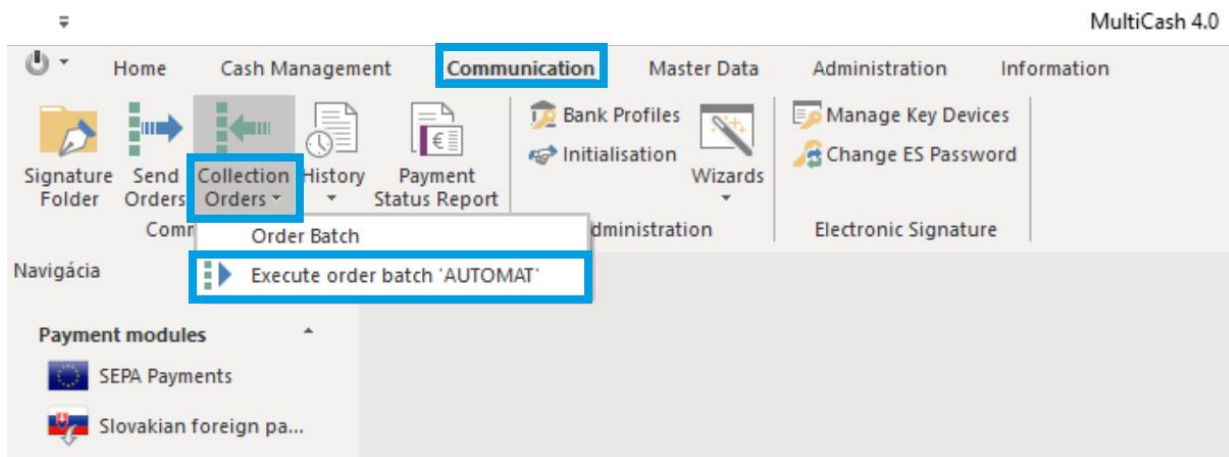 MultiCash 4.0
Home Cash Management Communication Master Data Administration Information
Signature Folder
Send Orders
Collection Orders
History
Payment Status Report
Bank Profiles
Initialisation
Wizards
Manage Key Devices
Change ES Password
Electronic Signature
Order Batch
Execute order batch 'AUTOMAT'
Navigácia
Payment modules
SEPA Payments
Slovakian foreign pa...